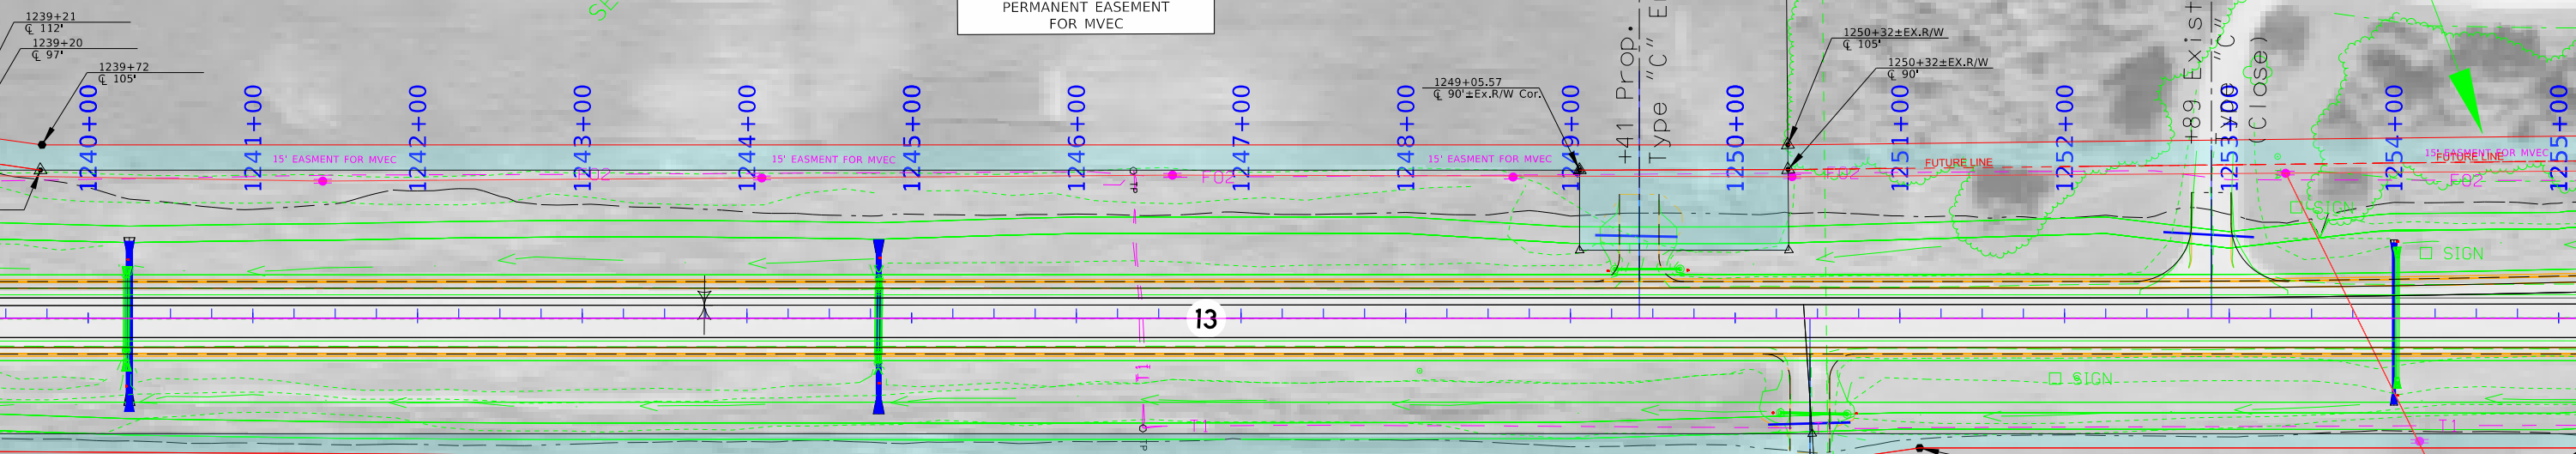 PERMANENT EASEMENT
FOR MVEC
1239+21
℄ 112'
1239+20
℄ 97'
1239+72
℄ 105'
1249+05.57
℄ 90'±Ex.R/W Cor.
+41 Prop.
Type "C" E
1250+32±EX.R/W
℄ 105'
1250+32±EX.R/W
℄ 90'
+89 Exist
Type "C"
(Close)
SE
1240+00
1241+00
1242+00
1243+00
1244+00
1245+00
1246+00
1247+00
1248+00
1249+00
1250+00
1251+00
1252+00
1253+00
1254+00
1255+00
15' EASMENT FOR MVEC
15' EASMENT FOR MVEC
15' EASMENT FOR MVEC
15' EASMENT FOR MVEC
FUTURE LINE
FUTURE LINE
FO2
FO2
FO2
FO2
SIGN
SIGN
13
T1
SIGN
T1
T1